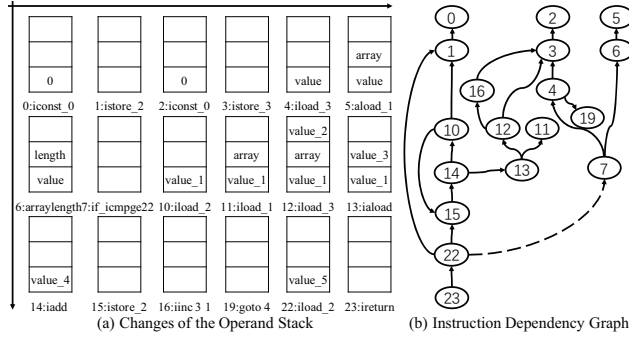 0
0
value
array
value
0:iconst_0 1:istore_2 2:iconst_0 3:istore_3 4:iload_3 5:aload_1
length
value
value_1
array
value_1
value_2
array
value_1
value_3
value_1
6:arraylength 7:if_icmpge22 10:iload_2 11:iload_1 12:iload_3 13:iaload
value_4
value_5
14:iadd 15:istore_2 16:iinc 3 1 19:goto 4 22:iload_2 23:ireturn
(a) Changes of the Operand Stack
0 2 5
1 3 6
16 4
19
10 12 11
14 13 7
15
22
23
(b) Instruction Dependency Graph